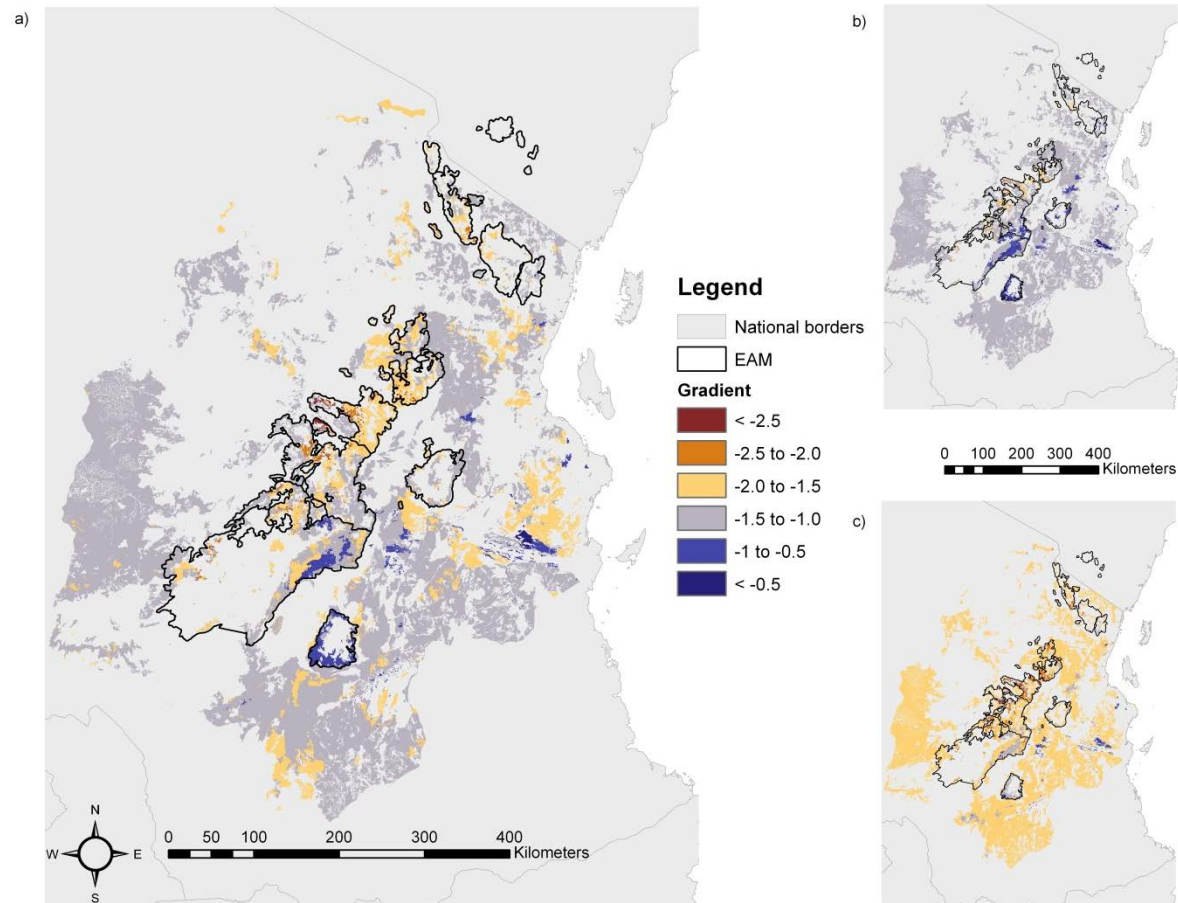 a)
Legend
National borders
EAM
Gradient
< -2.5
-2.5 to -2.0
-2.0 to -1.5
-1.5 to -1.0
-1 to -0.5
< -0.5
N
W E
S
0 50 100 200 300 400
Kilometers
b)
0 100 200 300 400
Kilometers
c)